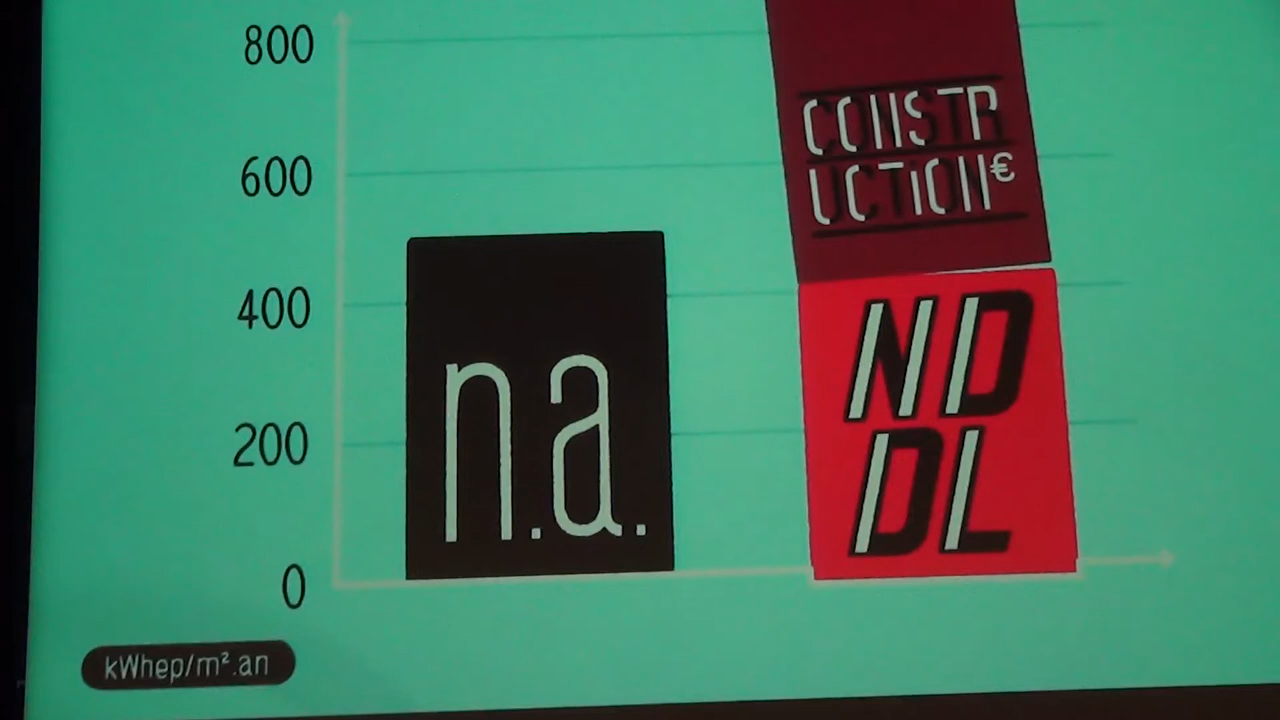 800
600
400
200
0
kWhep/m².an
n.a.
CONSTR
UCTION€
ND
DL